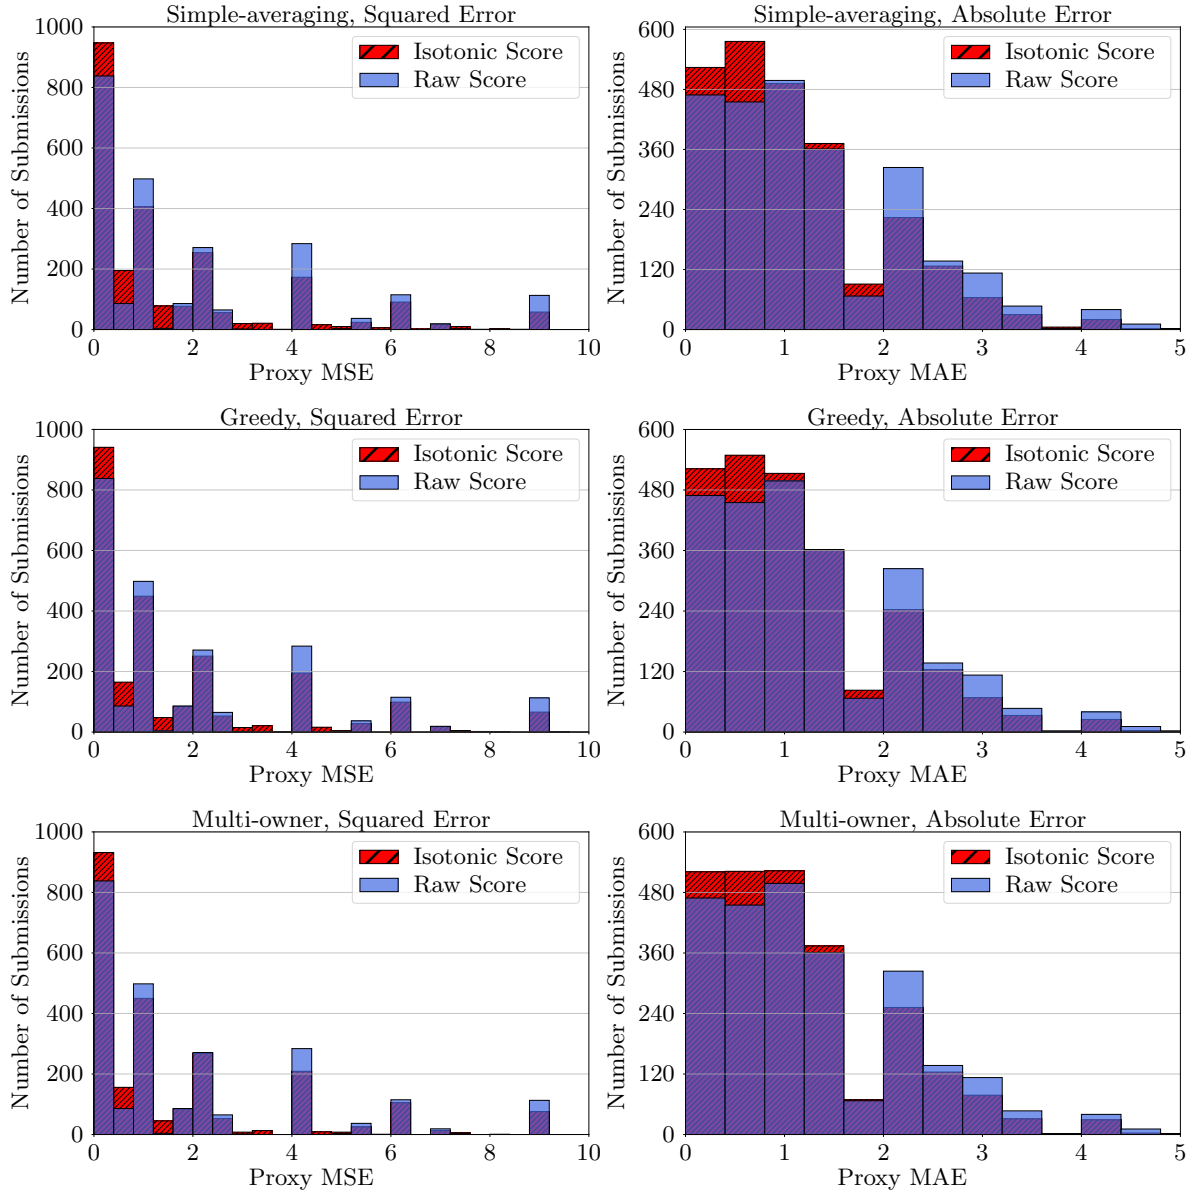 Simple-averaging, Squared Error
Number of Submissions
1000
800
600
400
200
0
Isotonic Score
Raw Score
0 2 4 6 8 10
Proxy MSE
Simple-averaging, Absolute Error
Number of Submissions
600
480
360
240
120
0
Isotonic Score
Raw Score
0 1 2 3 4 5
Proxy MAE
Greedy, Squared Error
Number of Submissions
1000
800
600
400
200
0
Isotonic Score
Raw Score
0 2 4 6 8 10
Proxy MSE
Greedy, Absolute Error
Number of Submissions
600
480
360
240
120
0
Isotonic Score
Raw Score
0 1 2 3 4 5
Proxy MAE
Multi-owner, Squared Error
Number of Submissions
1000
800
600
400
200
0
Isotonic Score
Raw Score
0 2 4 6 8 10
Proxy MSE
Multi-owner, Absolute Error
Number of Submissions
600
480
360
240
120
0
Isotonic Score
Raw Score
0 1 2 3 4 5
Proxy MAE